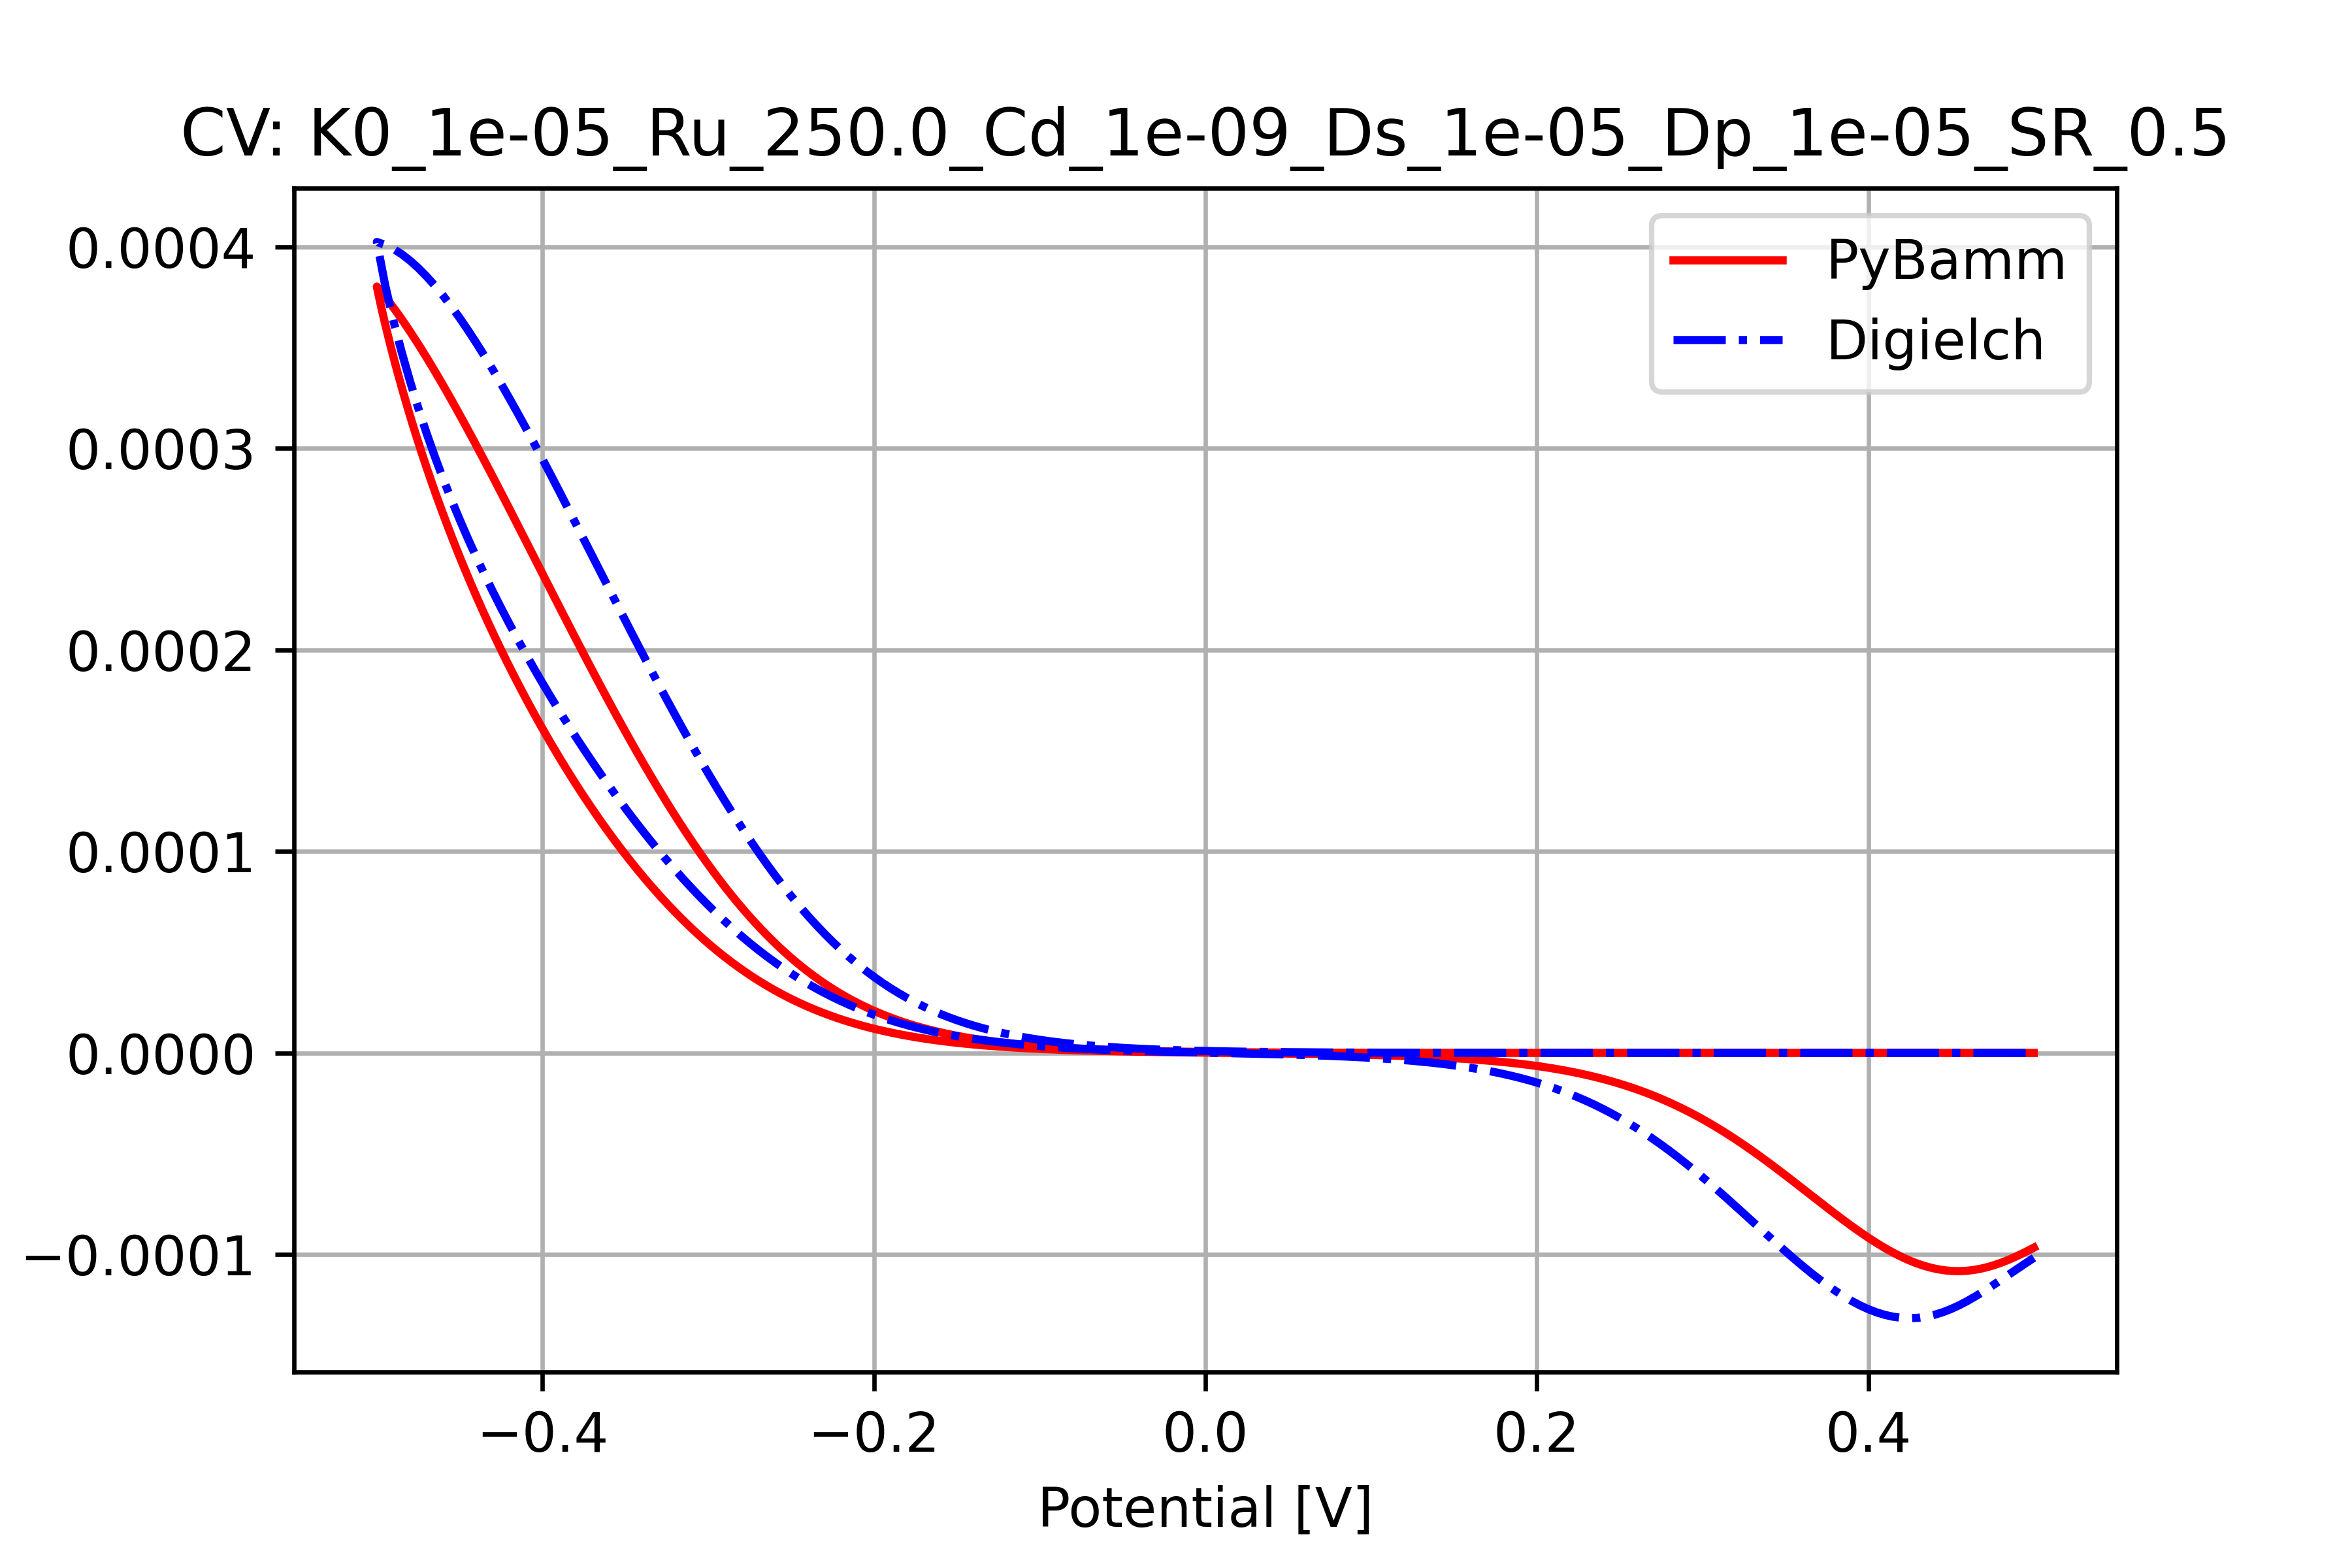 CV: K0_1e-05_Ru_250.0_Cd_1e-09_Ds_1e-05_Dp_1e-05_SR_0.5
PyBamm
Digielch
0.0004
0.0003
0.0002
0.0001
0.0000
−0.0001
−0.4
−0.2
0.0
0.2
0.4
Potential [V]